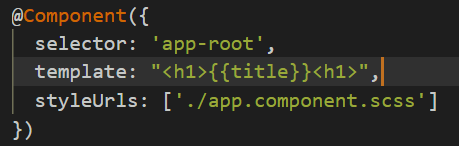 @Component({
  selector: 'app-root',
  template: "<h1>{{title}}<h1>",
  styleUrls: ['./app.component.scss']
})